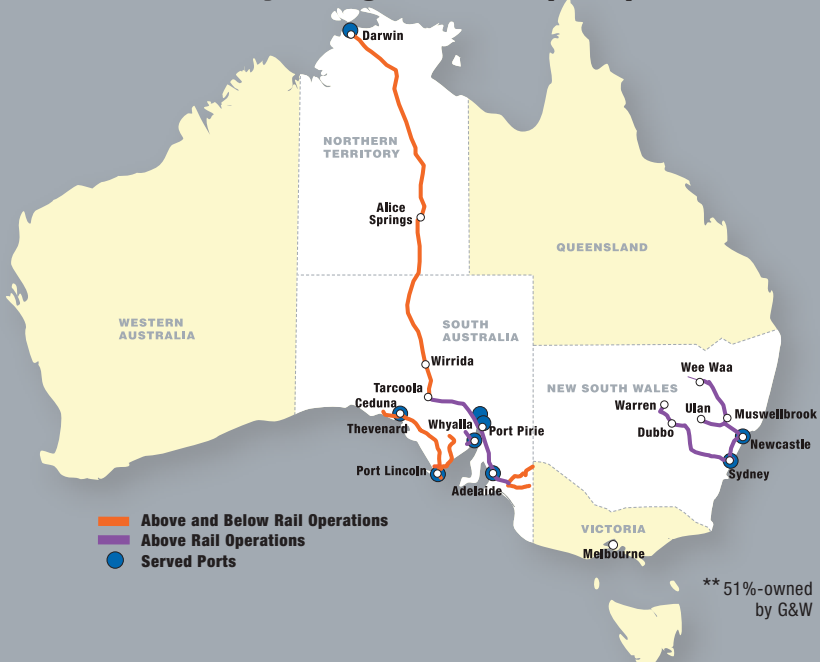 Darwin
NORTHERN
TERRITORY
Alice
Springs
QUEENSLAND
WESTERN
AUSTRALIA
SOUTH
AUSTRALIA
Wirrida
Wee Waa
Tarcoola
NEW SOUTH WALES
Ceduna
Warren
Ulan
Muswellbrook
Thevenard
Whyalla
Port Pirie
Dubbo
Newcastle
Port Lincoln
Sydney
Adelaide
Above and Below Rail Operations
Above Rail Operations
Served Ports
VICTORIA
Melbourne
** 51%-owned
by G&W